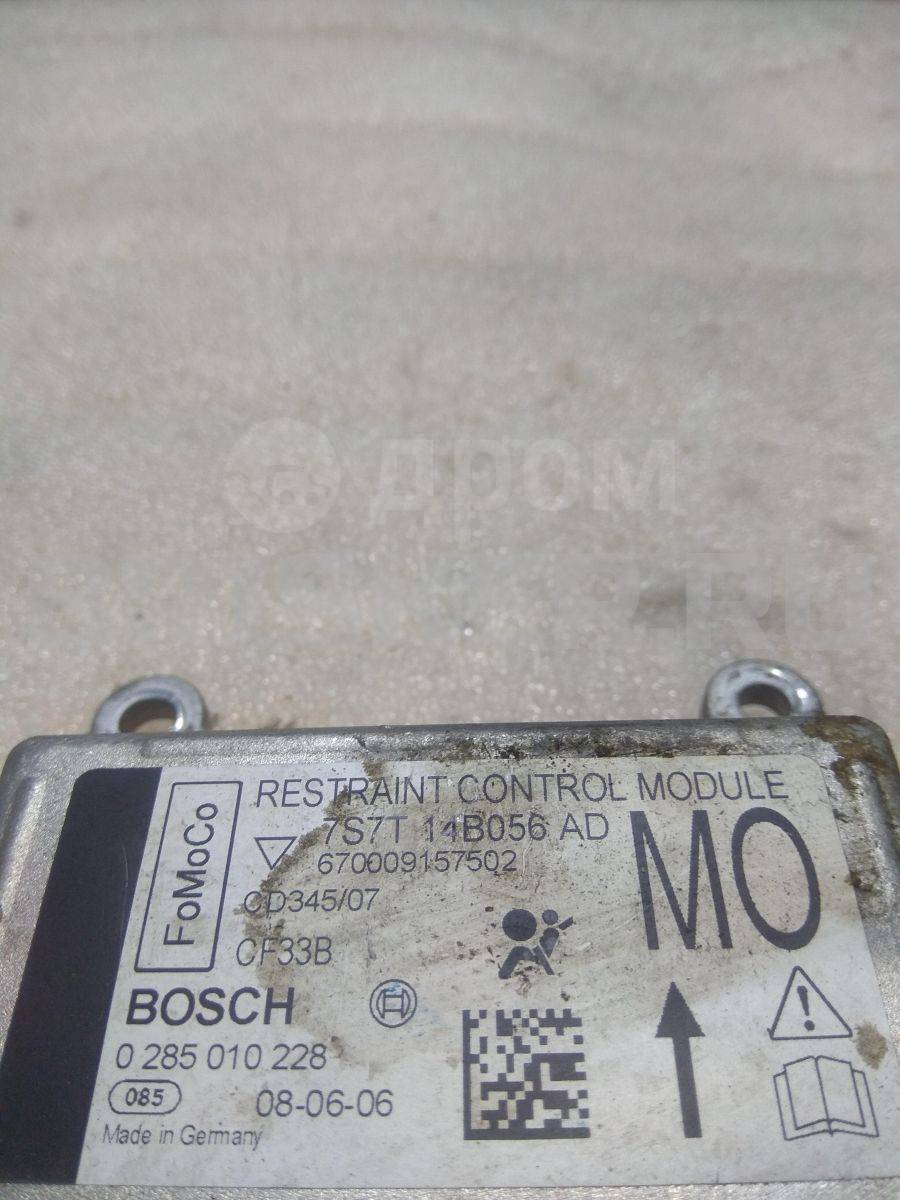 ДРОМ
RESTRAINT CONTROL MODULE
FoMoCo
7S7T 14B056 AD
670009157502
MO
CD345/07
CF33B
BOSCH
0 285 010 228
085
08-06-06
Made in Germany